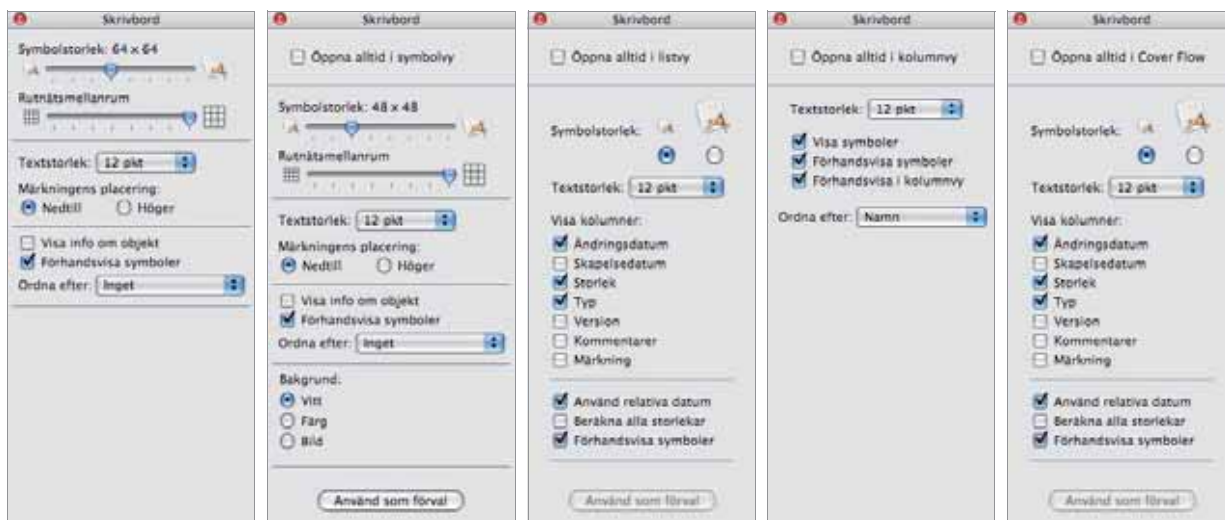 Skrivbord
Symbolstorlek: 64 x 64
Rutnätsmellanrum
Textstorlek: 12 pkt
Märkningens placering:
Nedtill Höger
Visa info om objekt
Förhandsvisa symboler
Ordna efter: Inget
Skrivbord
Öppna alltid i symbolvy
Symbolstorlek: 48 x 48
Rutnätsmellanrum
Textstorlek: 12 pkt
Märkningens placering:
Nedtill Höger
Visa info om objekt
Förhandsvisa symboler
Ordna efter: Inget
Bakgrund:
Vitt
Färg
Bild
Använd som förval
Skrivbord
Öppna alltid i listvy
Symbolstorlek:
Textstorlek: 12 pkt
Visa kolumner:
Ändringsdatum
Skapelsedatum
Storlek
Typ
Version
Kommentarer
Märkning
Använd relativa datum
Beräkna alla storlekar
Förhandsvisa symboler
Använd som förval
Skrivbord
Öppna alltid i kolumnvy
Textstorlek: 12 pkt
Visa symboler
Förhandsvisa symboler
Förhandsvisa i kolumnvy
Ordna efter: Namn
Skrivbord
Öppna alltid i Cover Flow
Symbolstorlek:
Textstorlek: 12 pkt
Visa kolumner:
Ändringsdatum
Skapelsedatum
Storlek
Typ
Version
Kommentarer
Märkning
Använd relativa datum
Beräkna alla storlekar
Förhandsvisa symboler
Använd som förval